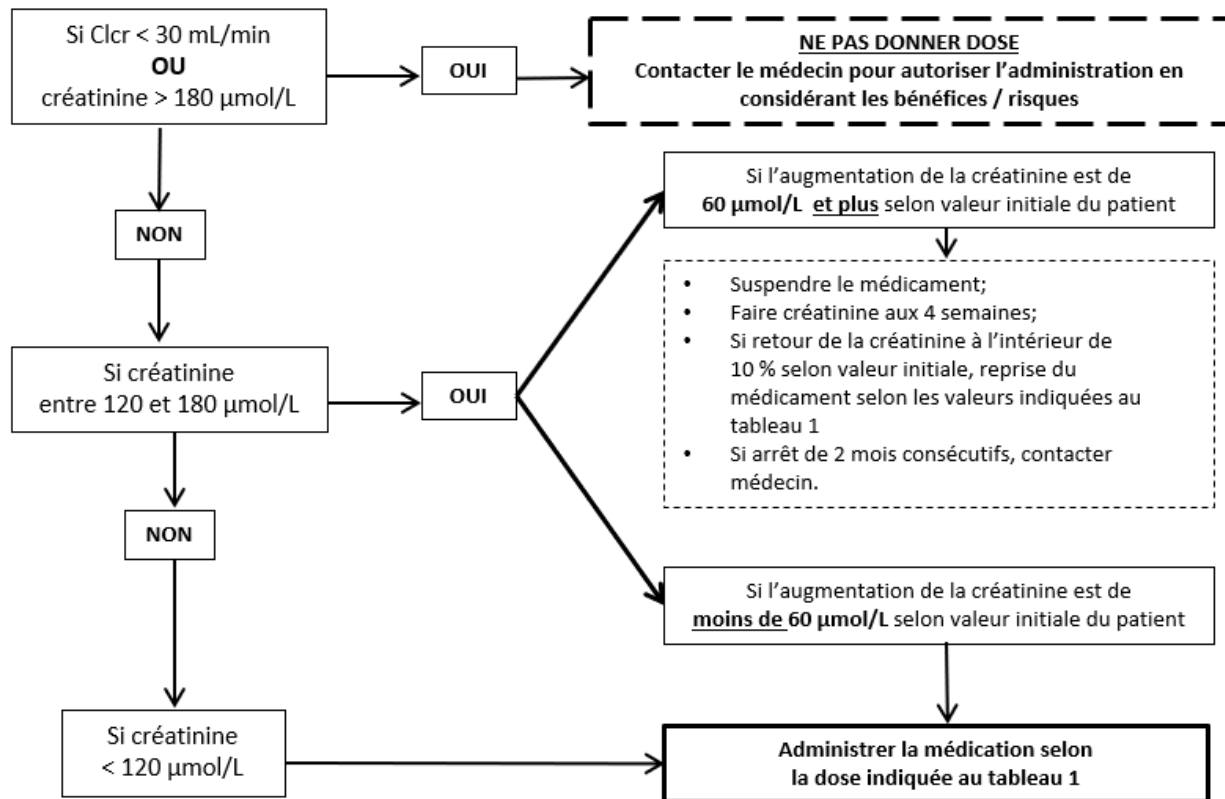 Si Clcr < 30 mL/min
OU
créatinine > 180 µmol/L
OUI
NE PAS DONNER DOSE
Contacter le médecin pour autoriser l’administration en
considérant les bénéfices / risques
NON
Si créatinine
entre 120 et 180 µmol/L
OUI
Si l’augmentation de la créatinine est de
60 µmol/L et plus selon valeur initiale du patient
• Suspendre le médicament;
• Faire créatinine aux 4 semaines;
• Si retour de la créatinine à l’intérieur de
10 % selon valeur initiale, reprise du
médicament selon les valeurs indiquées au
tableau 1
• Si arrêt de 2 mois consécutifs, contacter
médecin.
Si l’augmentation de la créatinine est de
moins de 60 µmol/L selon valeur initiale du patient
NON
Si créatinine
< 120 µmol/L
Administrer la médication selon
la dose indiquée au tableau 1